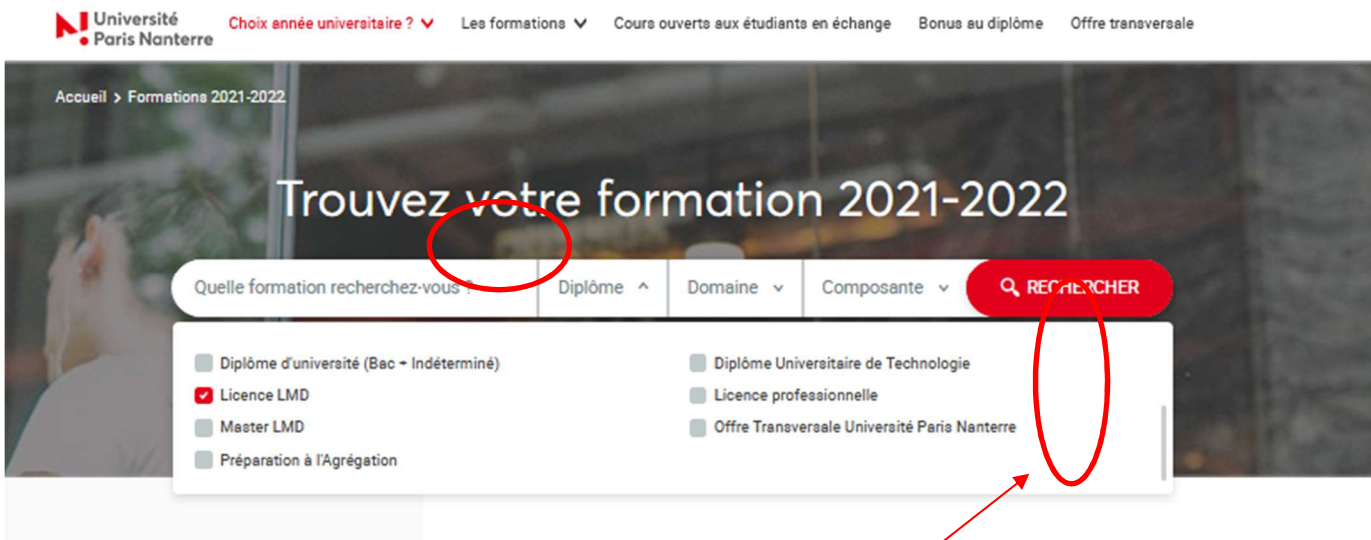 Université
Paris Nanterre
Choix année universitaire ? Les formations Cours ouverts aux étudiants en échange Bonus au diplôme Offre transversale
Accueil > Formations 2021-2022
Trouvez votre formation 2021-2022
Quelle formation recherchez-vous ? Diplôme Domaine Composante RECHERCHER
Diplôme d'université (Bac + Indéterminé) Diplôme Universitaire de Technologie
Licence LMD Licence professionnelle
Master LMD Offre Transversale Université Paris Nanterre
Préparation à l'Agrégation